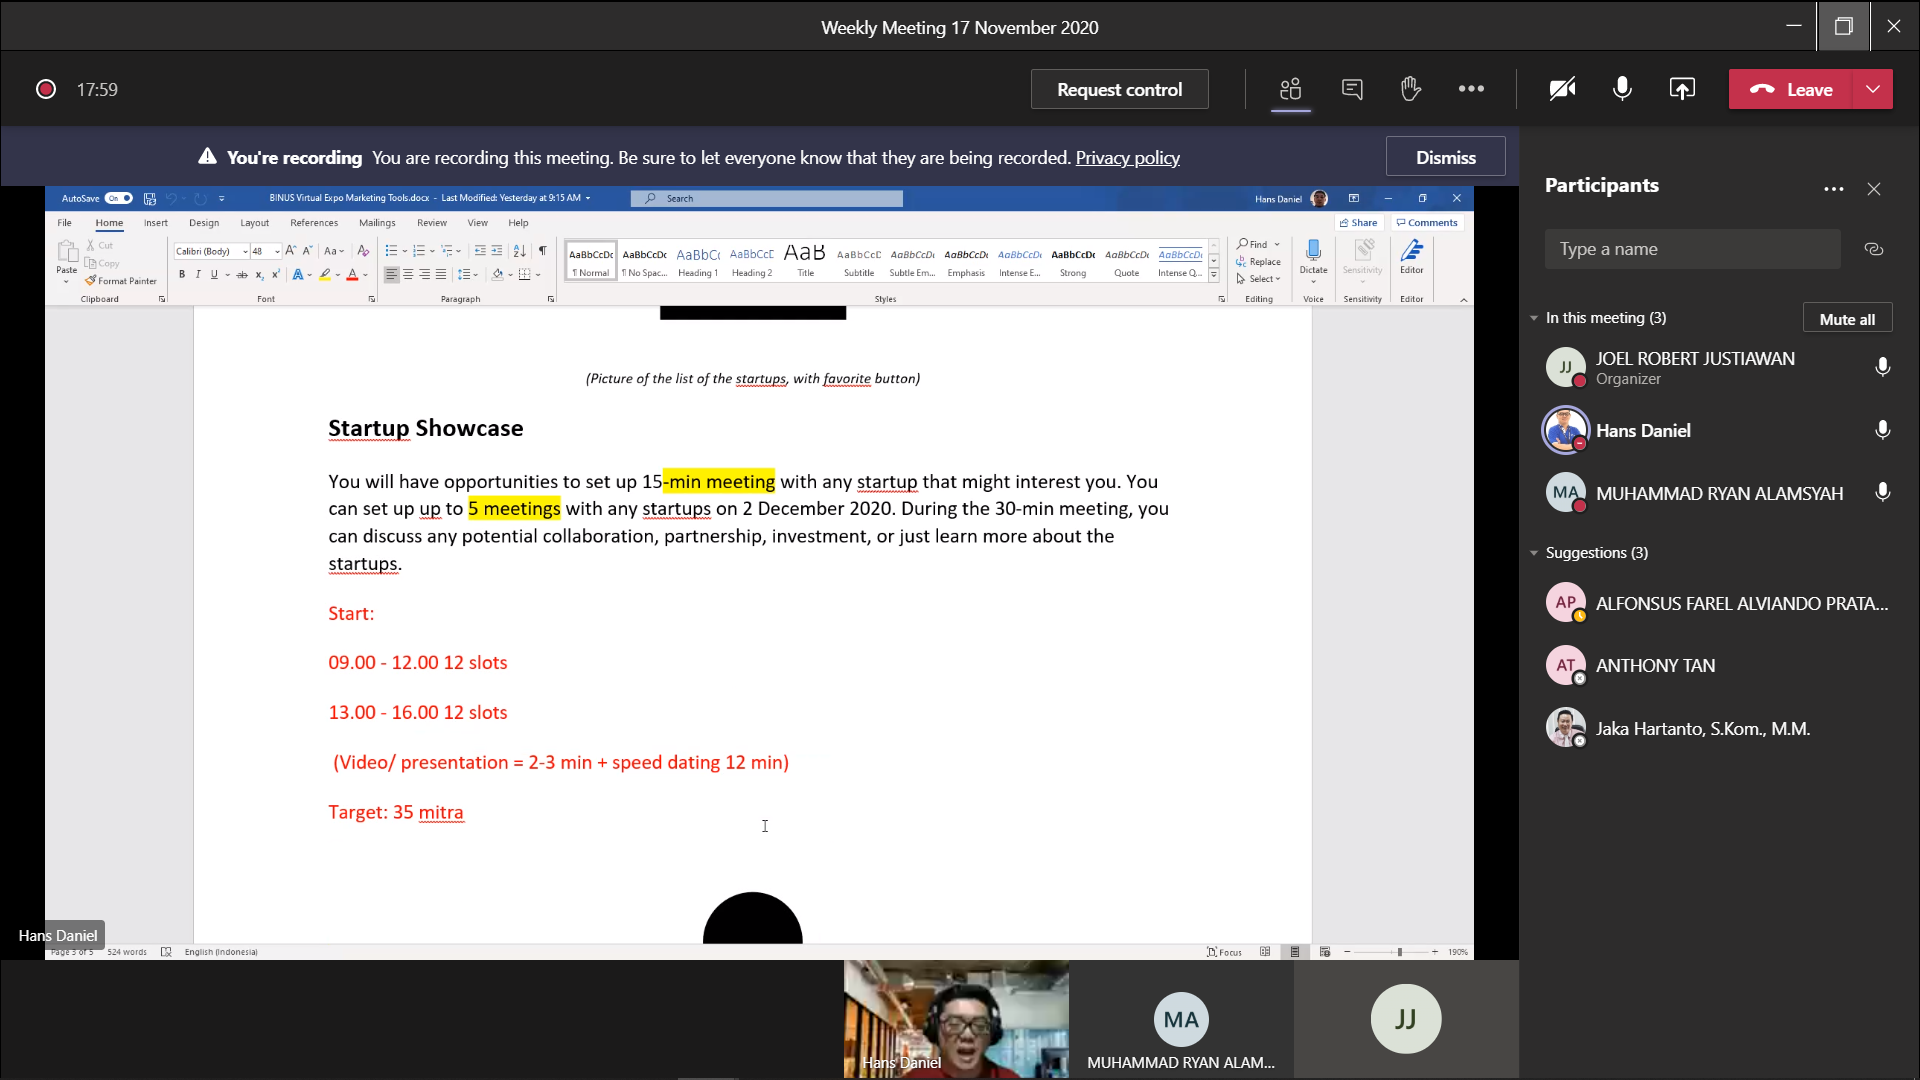 Weekly Meeting 17 November 2020
17:59
Request control
Leave
You're recording You are recording this meeting. Be sure to let everyone know that they are being recorded. Privacy policy
Dismiss
AutoSave On
BINUS Virtual Expo Marketing Tools.docx - Last Modified: Yesterday at 9:15 AM
Search
Hans Daniel
File Home Insert Design Layout References Mailings Review View Help
Share Comments
Paste
Cut
Copy
Format Painter
Clipboard
Calibri (Body) 48
Font
Paragraph
AaBbCcDc AaBbCcDc AaBbCc AaBbCcD AaB AaBbCcD AaBbCcDc AaBbCcDc AaBbCcDc AaBbCcDc AaBbCcDc AaBbCcDc
¶ Normal ¶ No Spac... Heading 1 Heading 2 Title Subtitle Subtle Em... Emphasis Intense E... Strong Quote Intense Q...
Styles
Find
Replace
Select
Editing
Dictate
Voice
Sensitivity
Sensitivity
Editor
Editor
(Picture of the list of the startups, with favorite button)
Startup Showcase
You will have opportunities to set up 15-min meeting with any startup that might interest you. You
can set up up to 5 meetings with any startups on 2 December 2020. During the 30-min meeting, you
can discuss any potential collaboration, partnership, investment, or just learn more about the
startups.
Start:
09.00 - 12.00 12 slots
13.00 - 16.00 12 slots
(Video/ presentation = 2-3 min + speed dating 12 min)
Target: 35 mitra
Hans Daniel
Page 3 of 5 524 words English (Indonesia)
Focus
190%
Hans Daniel
MA
MUHAMMAD RYAN ALAM...
JJ
Participants
Type a name
In this meeting (3)
Mute all
JJ
JOEL ROBERT JUSTIAWAN
Organizer
Hans Daniel
MA
MUHAMMAD RYAN ALAMSYAH
Suggestions (3)
AP
ALFONSUS FAREL ALVIANDO PRATA...
AT
ANTHONY TAN
Jaka Hartanto, S.Kom., M.M.